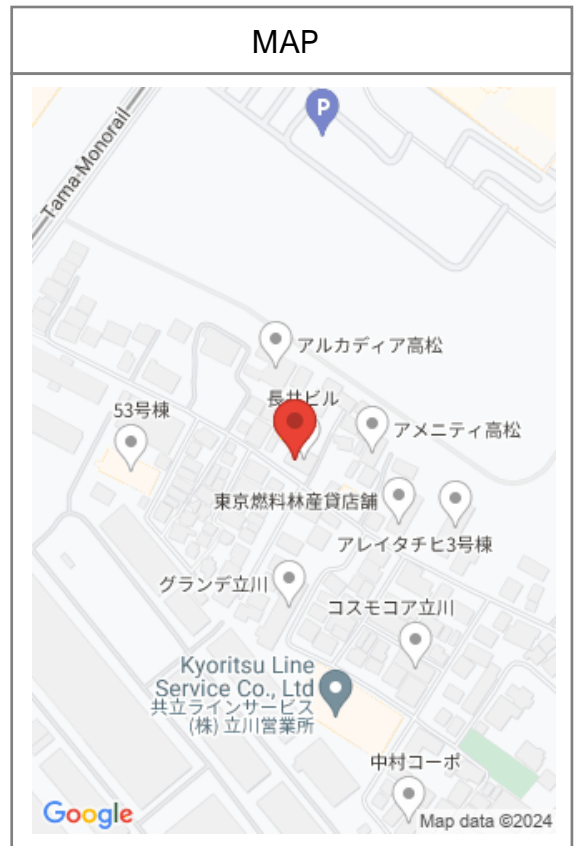 MAP
P
Tama-Monorail
アルカディア高松
長井ビル
53号棟
アメニティ高松
東京燃料林産貸店舗
アレイタチヒ3号棟
グランデ立川
コスモコア立川
Kyoritsu Line
Service Co., Ltd
共立ラインサービス
(株) 立川営業所
中村コーポ
Google
Map data ©2024